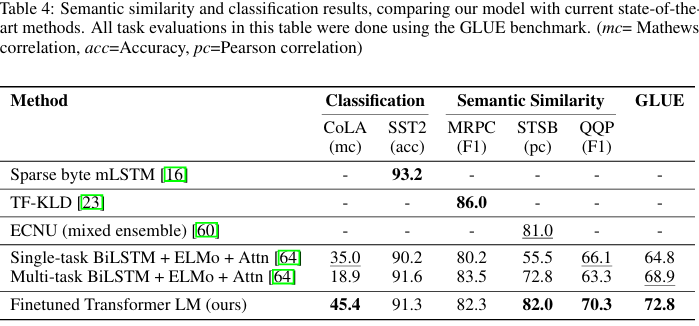 Table 4: Semantic similarity and classification results, comparing our model with current state-of-the-
art methods. All task evaluations in this table were done using the GLUE benchmark. (mc= Mathews
correlation, acc=Accuracy, pc=Pearson correlation)
Method Classification Semantic Similarity GLUE
CoLA SST2 MRPC STSB QQP
(mc) (acc) (F1) (pc) (F1)
Sparse byte mLSTM [16] - 93.2 - - - -
TF-KLD [23] - - 86.0 - - -
ECNU (mixed ensemble) [60] - - - 81.0 - -
Single-task BiLSTM + ELMo + Attn [64] 35.0 90.2 80.2 55.5 66.1 64.8
Multi-task BiLSTM + ELMo + Attn [64] 18.9 91.6 83.5 72.8 63.3 68.9
Finetuned Transformer LM (ours) 45.4 91.3 82.3 82.0 70.3 72.8